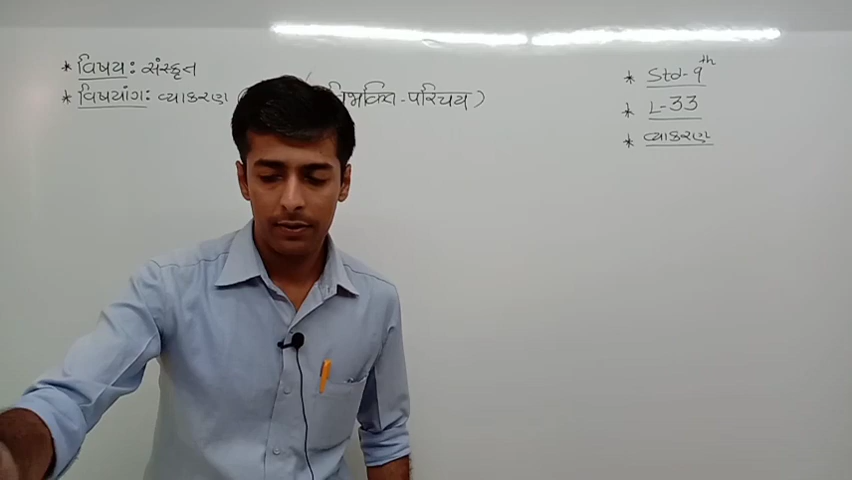 * વિષય : સંસ્કૃત
* વિષયાંગ : વ્યાકરણ ( વિભક્તિ - પરિચય )
* Std - 9th
* L - 33
* વ્યાકરણ